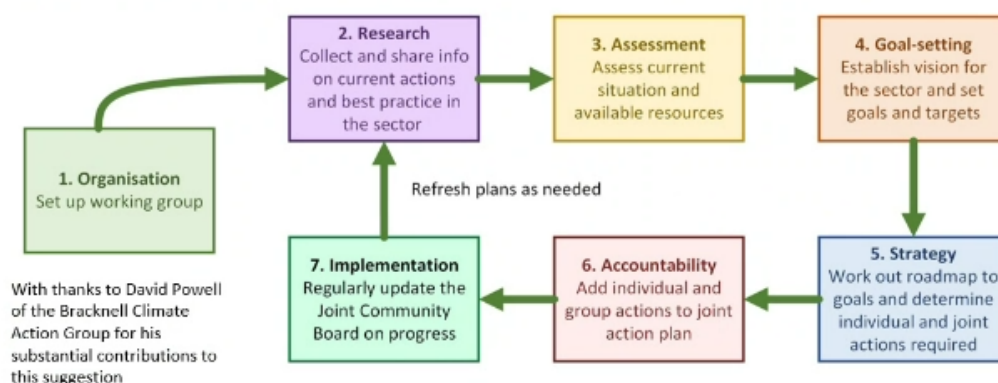 1. Organisation
Set up working group
2. Research
Collect and share info
on current actions
and best practice in
the sector
3. Assessment
Assess current
situation and
available resources
4. Goal-setting
Establish vision for
the sector and set
goals and targets
5. Strategy
Work out roadmap to
goals and determine
individual and joint
actions required
6. Accountability
Add individual and
group actions to joint
action plan
7. Implementation
Regularly update the
Joint Community
Board on progress
Refresh plans as needed
With thanks to David Powell
of the Bracknell Climate
Action Group for his
substantial contributions to
this suggestion